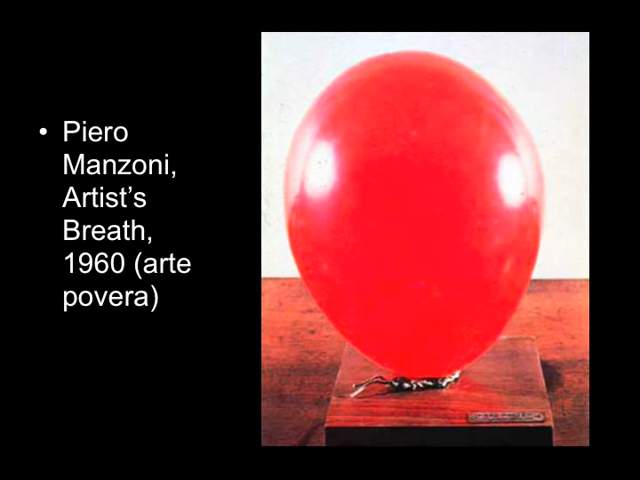 • Piero
Manzoni,
Artist’s
Breath,
1960 (arte
povera)